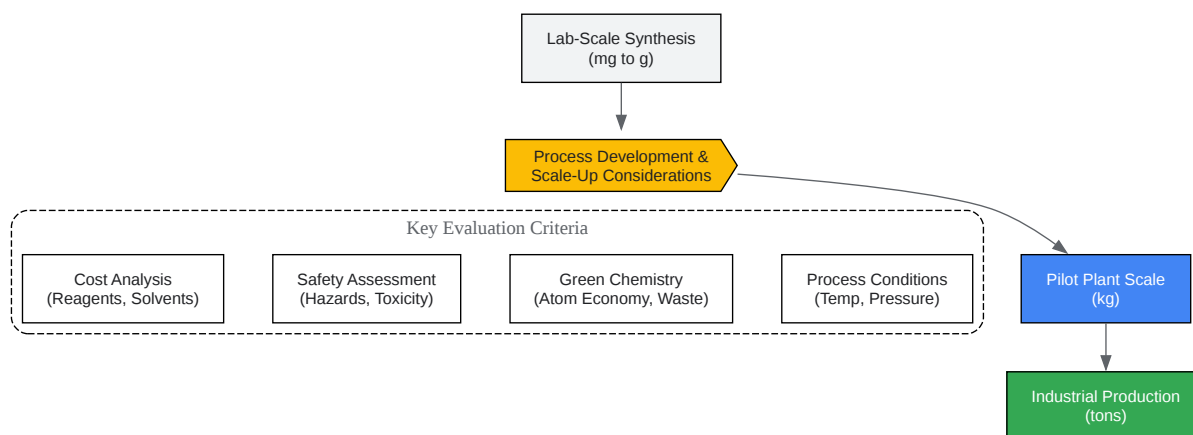 Lab-Scale Synthesis
(mg to g)
Process Development &
Scale-Up Considerations
Key Evaluation Criteria
Cost Analysis
(Reagents, Solvents)
Safety Assessment
(Hazards, Toxicity)
Green Chemistry
(Atom Economy, Waste)
Process Conditions
(Temp, Pressure)
Pilot Plant Scale
(kg)
Industrial Production
(tons)